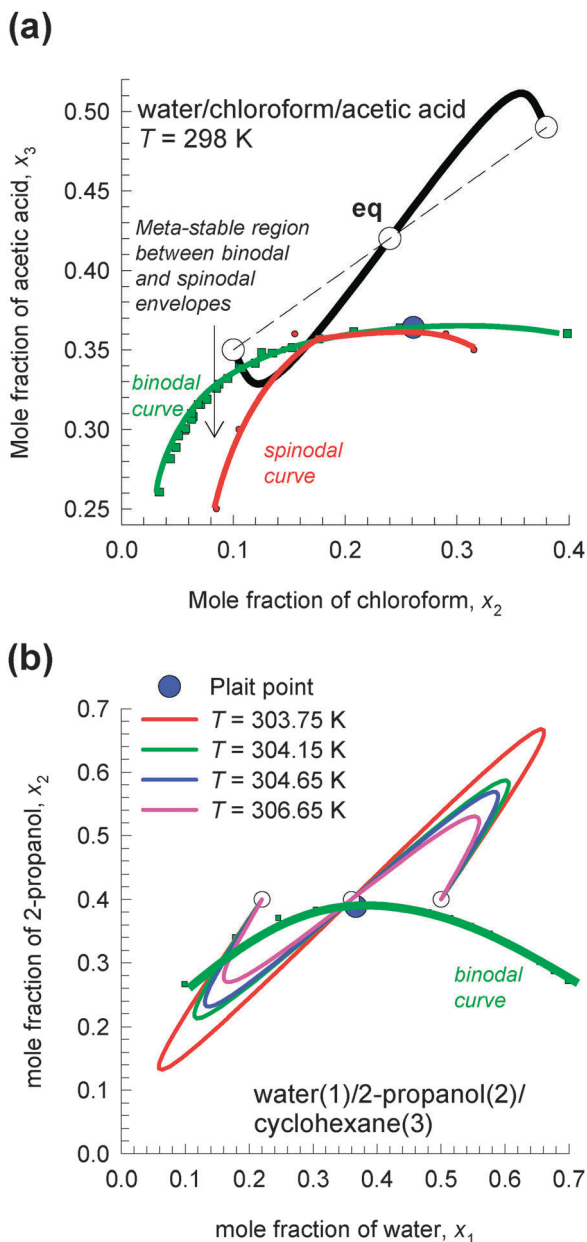 (a)
0.50
0.45
0.40
0.35
0.30
0.25
0.0
0.1
0.2
0.3
0.4
Mole fraction of acetic acid, x3
Mole fraction of chloroform, x2
water/chloroform/acetic acid
T = 298 K
eq
Meta-stable region
between binodal
and spinodal
envelopes
binodal
curve
spinodal
curve
(b)
Plait point
T = 303.75 K
T = 304.15 K
T = 304.65 K
T = 306.65 K
0.7
0.6
0.5
0.4
0.3
0.2
0.1
0.0
0.0
0.1
0.2
0.3
0.4
0.5
0.6
0.7
mole fraction of 2-propanol, x2
binodal
curve
water(1)/2-propanol(2)/
cyclohexane(3)
mole fraction of water, x1